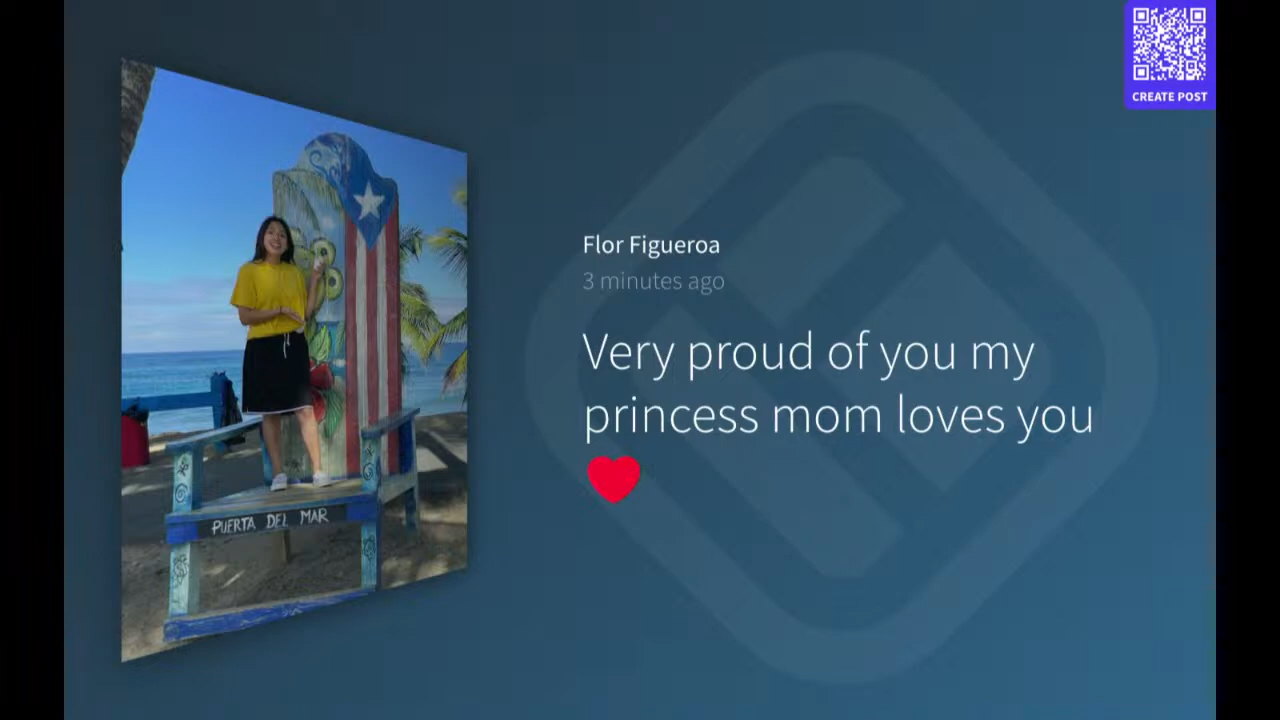 CREATE POST
Flor Figueroa
3 minutes ago
Very proud of you my
princess mom loves you
❤️
PUERTA DEL MAR